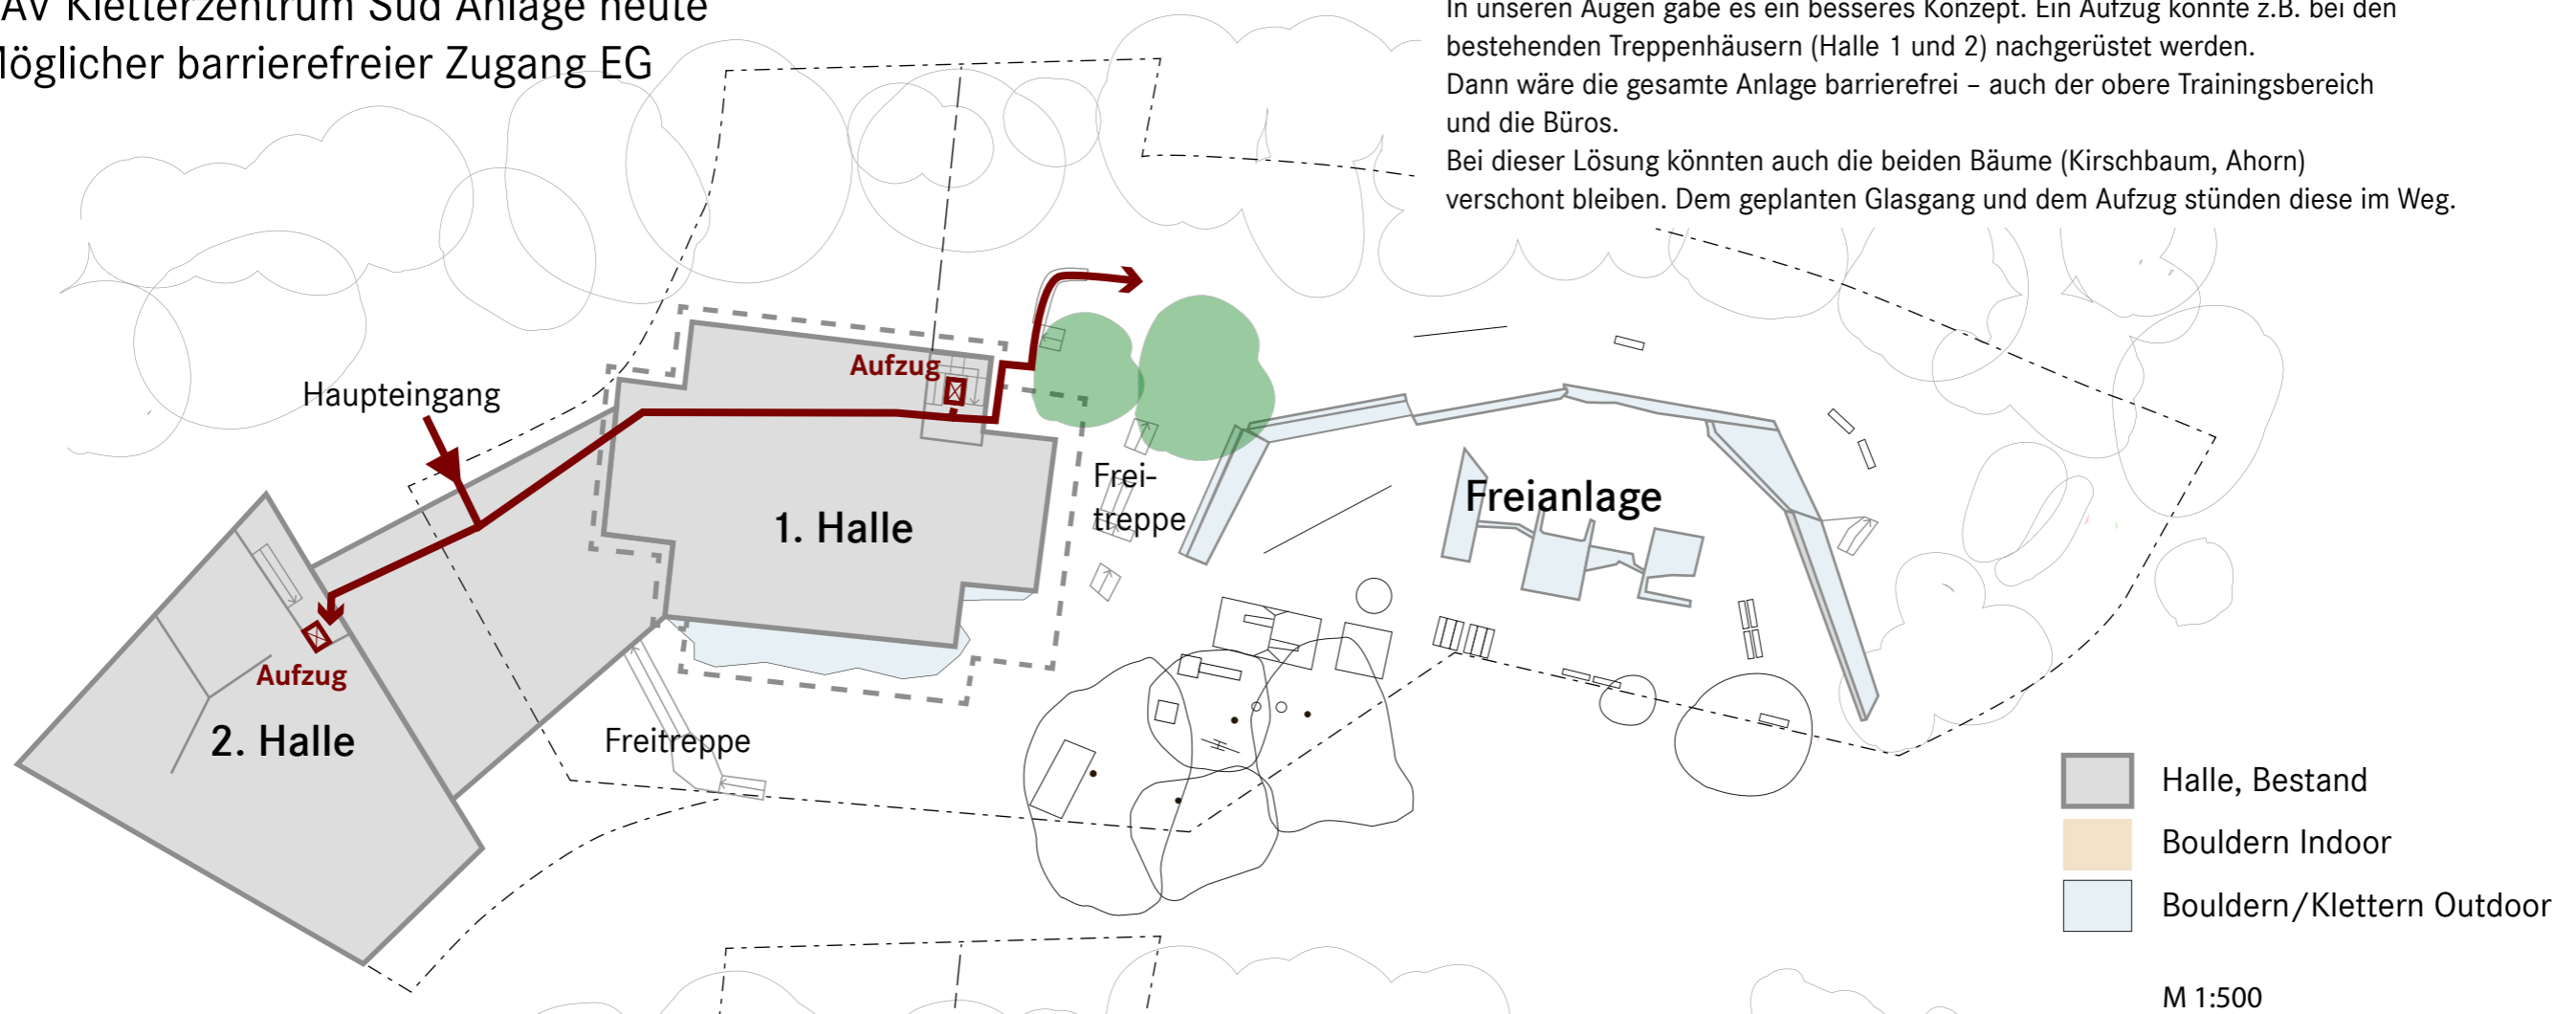 AV Kletterzentrum Süd Anlage heute
Möglicher barrierefreier Zugang EG
In unseren Augen gäbe es ein besseres Konzept. Ein Aufzug könnte z.B. bei den
bestehenden Treppenhäusern (Halle 1 und 2) nachgerüstet werden.
Dann wäre die gesamte Anlage barrierefrei – auch der obere Trainingsbereich
und die Büros.
Bei dieser Lösung könnten auch die beiden Bäume (Kirschbaum, Ahorn)
verschont bleiben. Dem geplanten Glasgang und dem Aufzug stünden diese im Weg.
Aufzug
Haupteingang
Frei-
treppe
Freianlage
1. Halle
Aufzug
2. Halle
Freitreppe
Halle, Bestand
Bouldern Indoor
Bouldern/Klettern Outdoor
M 1:500